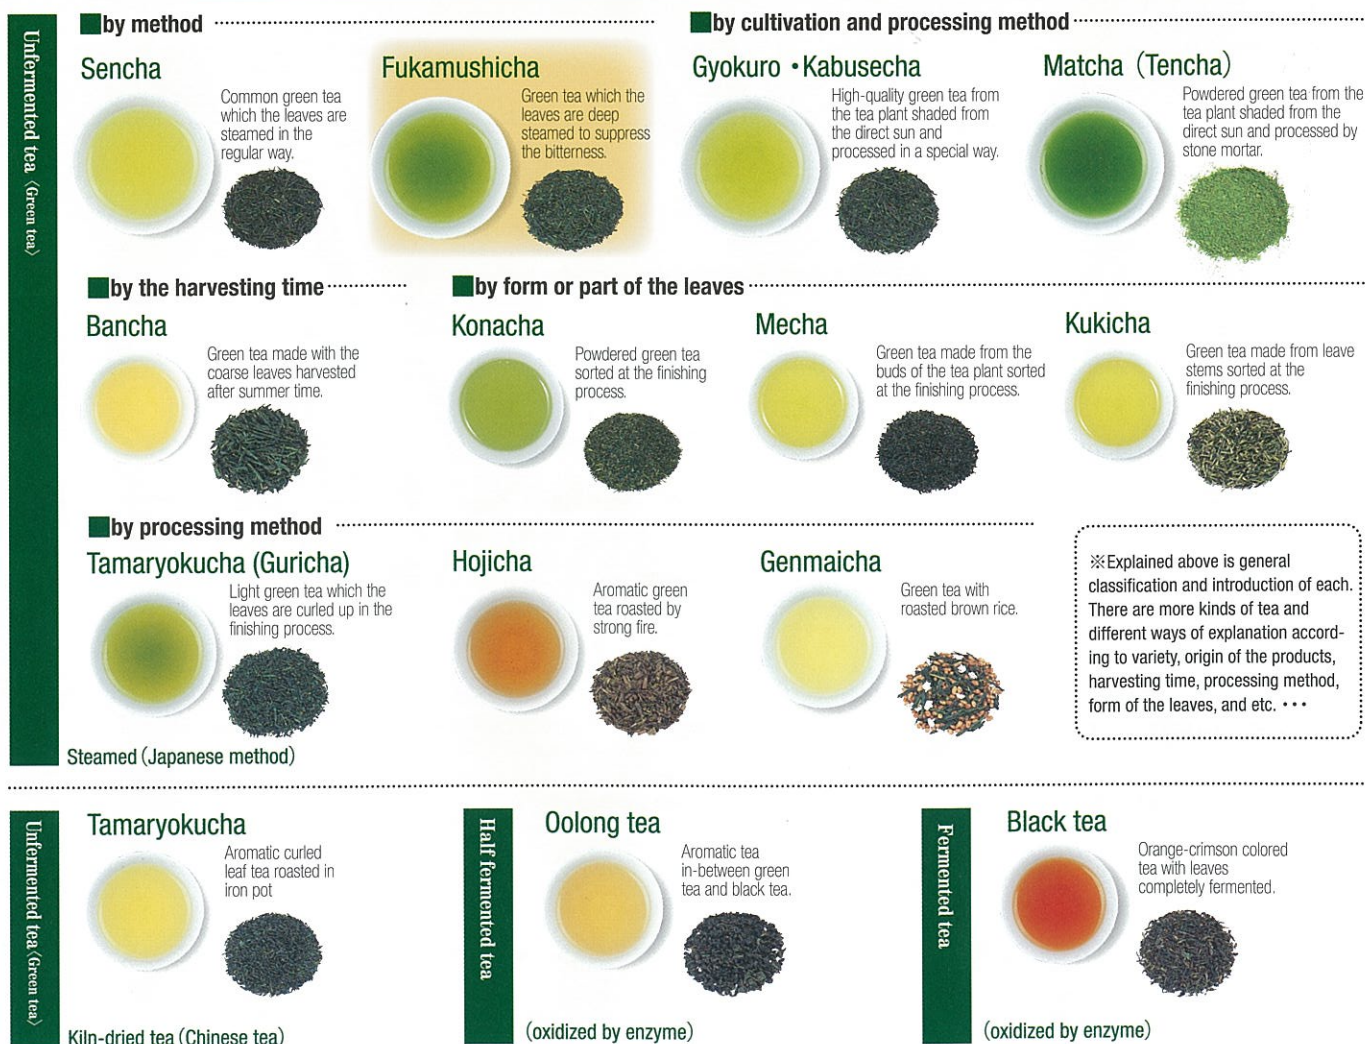 Unfermented tea〈Green tea〉
■by method
Sencha
Common green tea
which the leaves are
steamed in the
regular way.
Fukamushicha
Green tea which the
leaves are deep
steamed to suppress
the bitterness.
■by cultivation and processing method
Gyokuro・Kabusecha
High-quality green tea from
the tea plant shaded from
the direct sun and
processed in a special way.
Matcha (Tencha)
Powdered green tea from the
tea plant shaded from the
direct sun and processed by
stone mortar.
■by the harvesting time
Bancha
Green tea made with the
coarse leaves harvested
after summer time.
■by form or part of the leaves
Konacha
Powdered green tea
sorted at the finishing
process.
Mecha
Green tea made from the
buds of the tea plant sorted
at the finishing process.
Kukicha
Green tea made from leave
stems sorted at the
finishing process.
■by processing method
Tamaryokucha (Guricha)
Light green tea which the
leaves are curled up in the
finishing process.
Hojicha
Aromatic green
tea roasted by
strong fire.
Genmaicha
Green tea with
roasted brown rice.
※Explained above is general
classification and introduction of each.
There are more kinds of tea and
different ways of explanation accord-
ing to variety, origin of the products,
harvesting time, processing method,
form of the leaves, and etc. ･･･
Steamed (Japanese method)
Unfermented tea〈Green tea〉
Tamaryokucha
Aromatic curled
leaf tea roasted in
iron pot
Kiln-dried tea (Chinese tea)
Half fermented tea
Oolong tea
Aromatic tea
in-between green
tea and black tea.
(oxidized by enzyme)
Fermented tea
Black tea
Orange-crimson colored
tea with leaves
completely fermented.
(oxidized by enzyme)